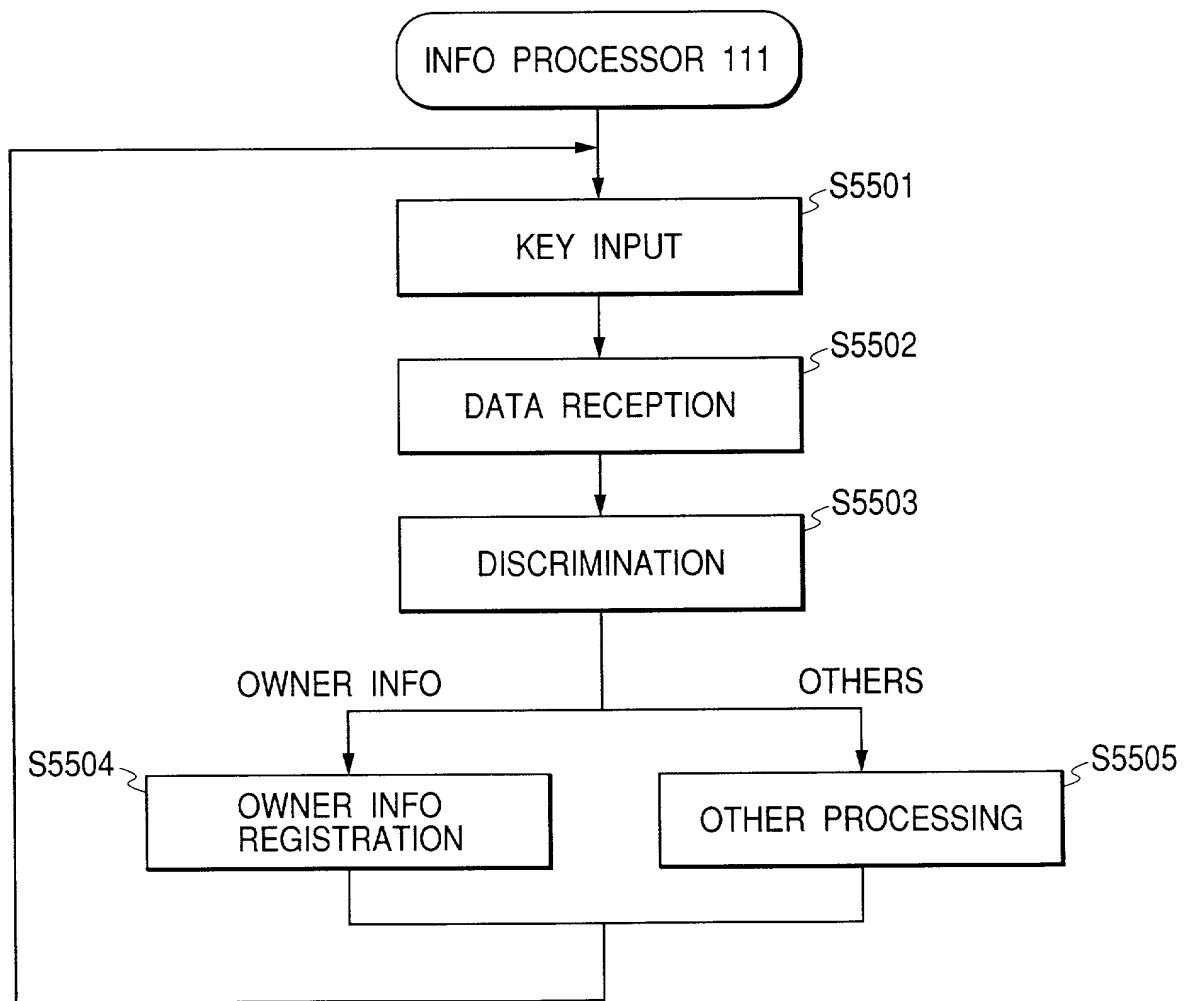 INFO PROCESSOR 111
S5501
KEY INPUT
S5502
DATA RECEPTION
S5503
DISCRIMINATION
OWNER INFO
OTHERS
S5504
OWNER INFO
REGISTRATION
S5505
OTHER PROCESSING